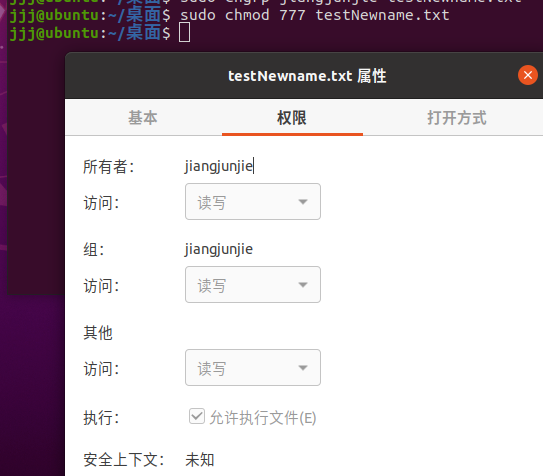 jjj@ubuntu:~/桌面$ sudo chgrp jiangjunjie testNewname.txt
jjj@ubuntu:~/桌面$ sudo chmod 777 testNewname.txt
jjj@ubuntu:~/桌面$
testNewname.txt 属性
基本 权限 打开方式
所有者： jiangjunjie
访问： 读写
组： jiangjunjie
访问： 读写
其他
访问： 读写
执行： 允许执行文件(E)
安全上下文： 未知